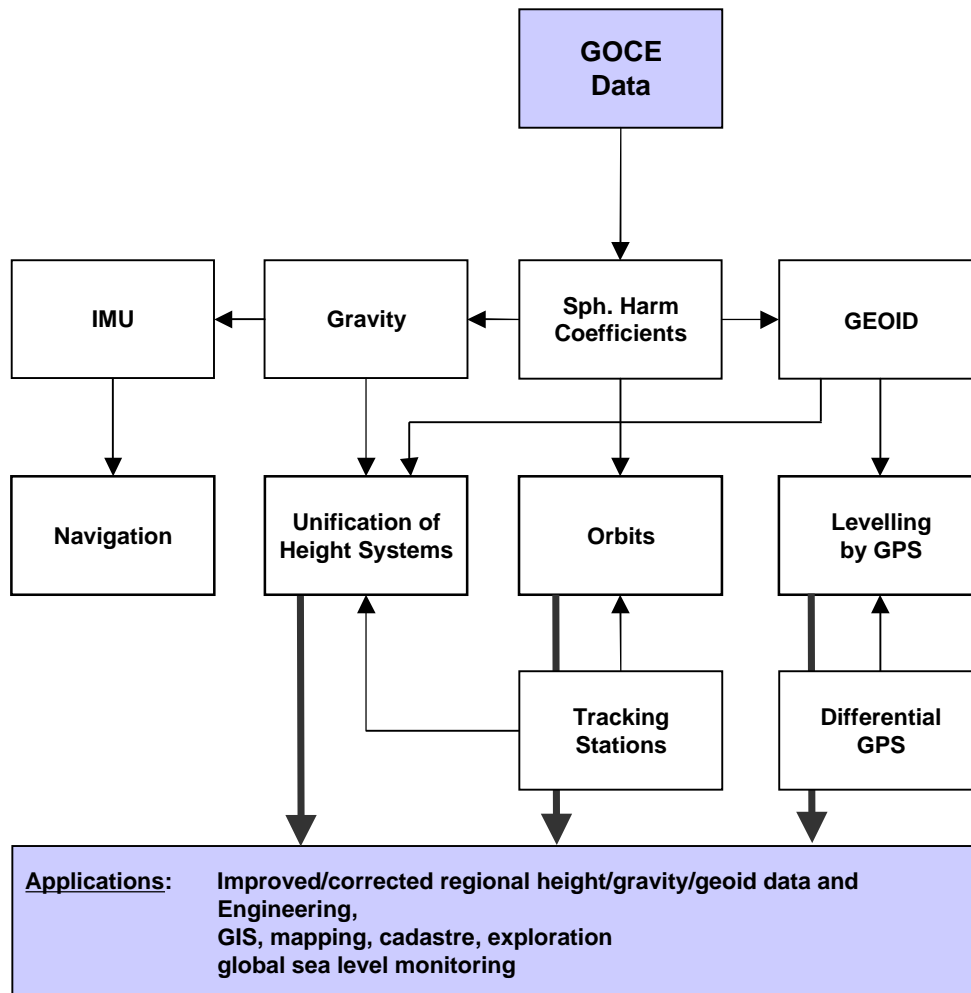 GOCE
Data
IMU
Gravity
Sph. Harm
Coefficients
GEOID
Navigation
Unification of
Height Systems
Orbits
Levelling
by GPS
Tracking
Stations
Differential
GPS
Applications: Improved/corrected regional height/gravity/geoid data and
Engineering,
GIS, mapping, cadastre, exploration
global sea level monitoring